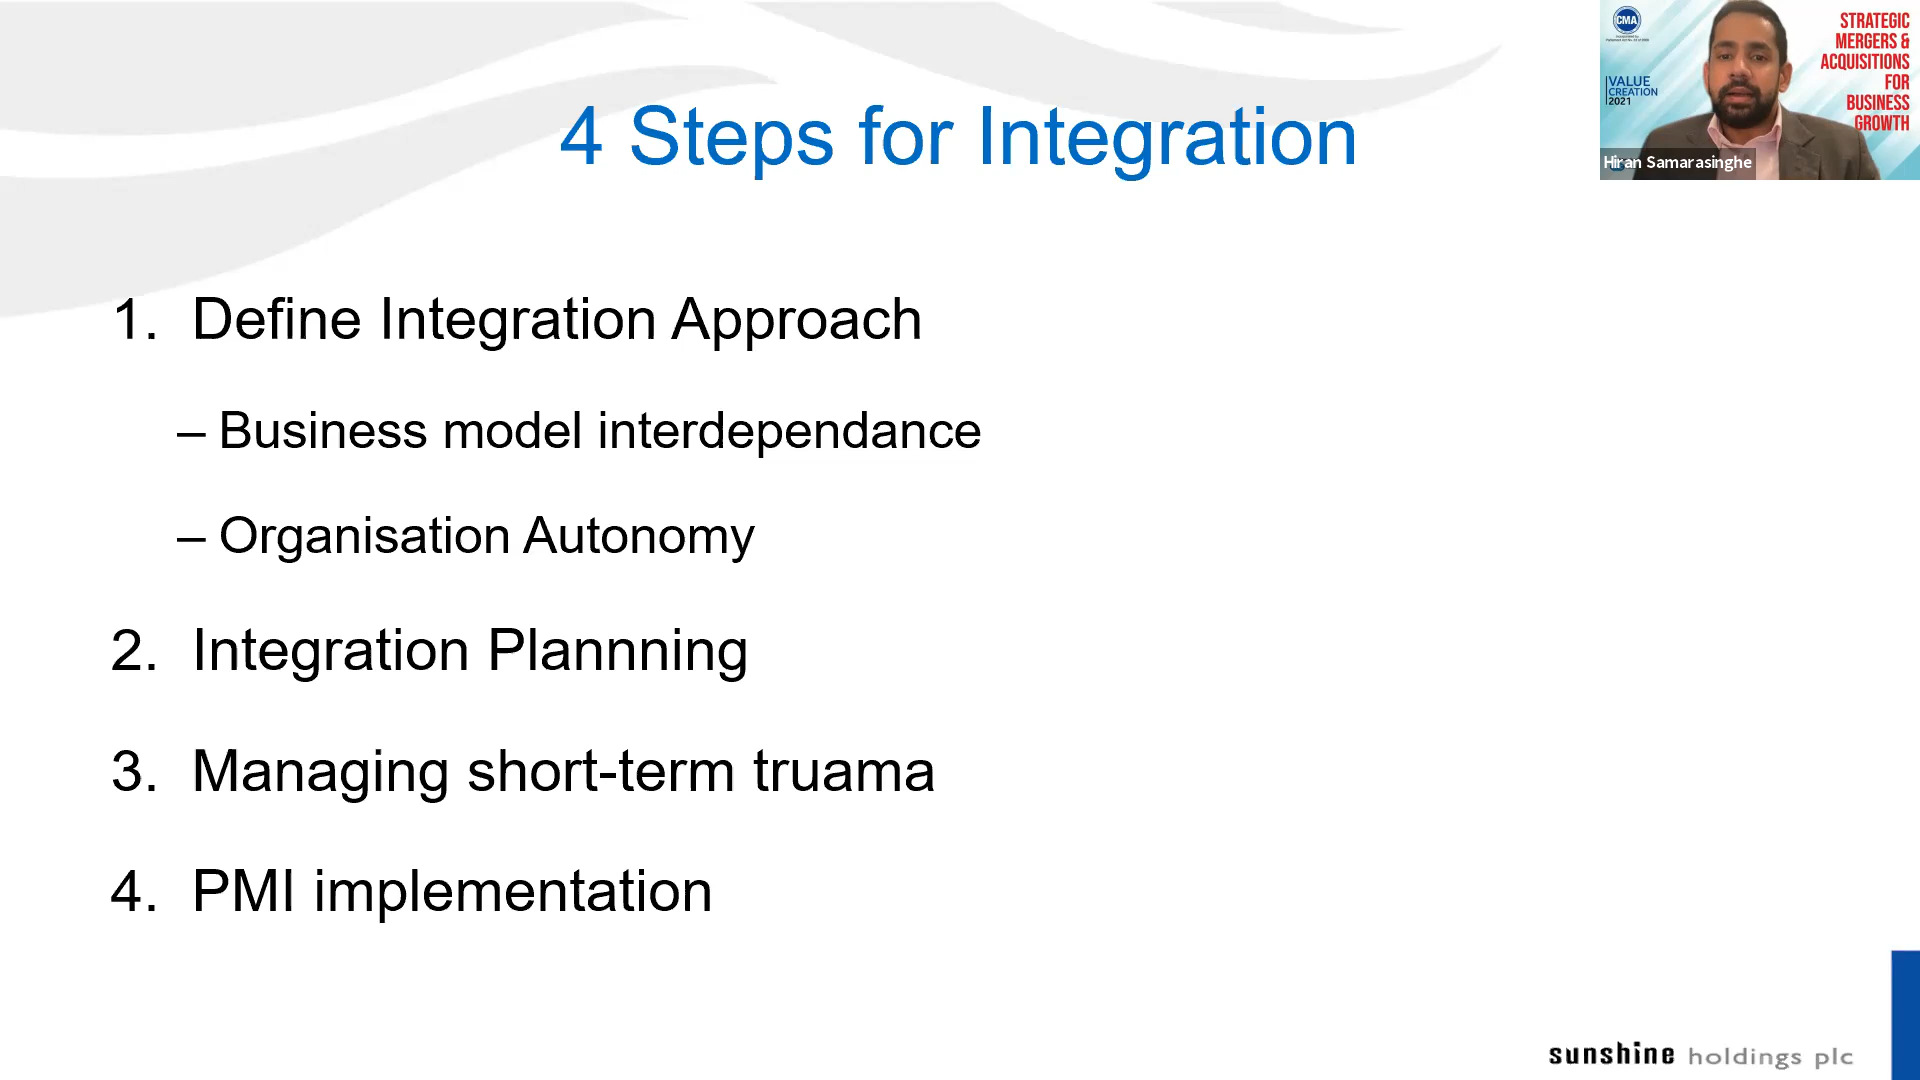 4 Steps for Integration
1. Define Integration Approach
– Business model interdependance
– Organisation Autonomy
2. Integration Plannning
3. Managing short-term truama
4. PMI implementation
CMA
VALUE
CREATION
2021
STRATEGIC
MERGERS &
ACQUISITIONS
FOR
BUSINESS
GROWTH
Hiran Samarasinghe
sunshine holdings plc